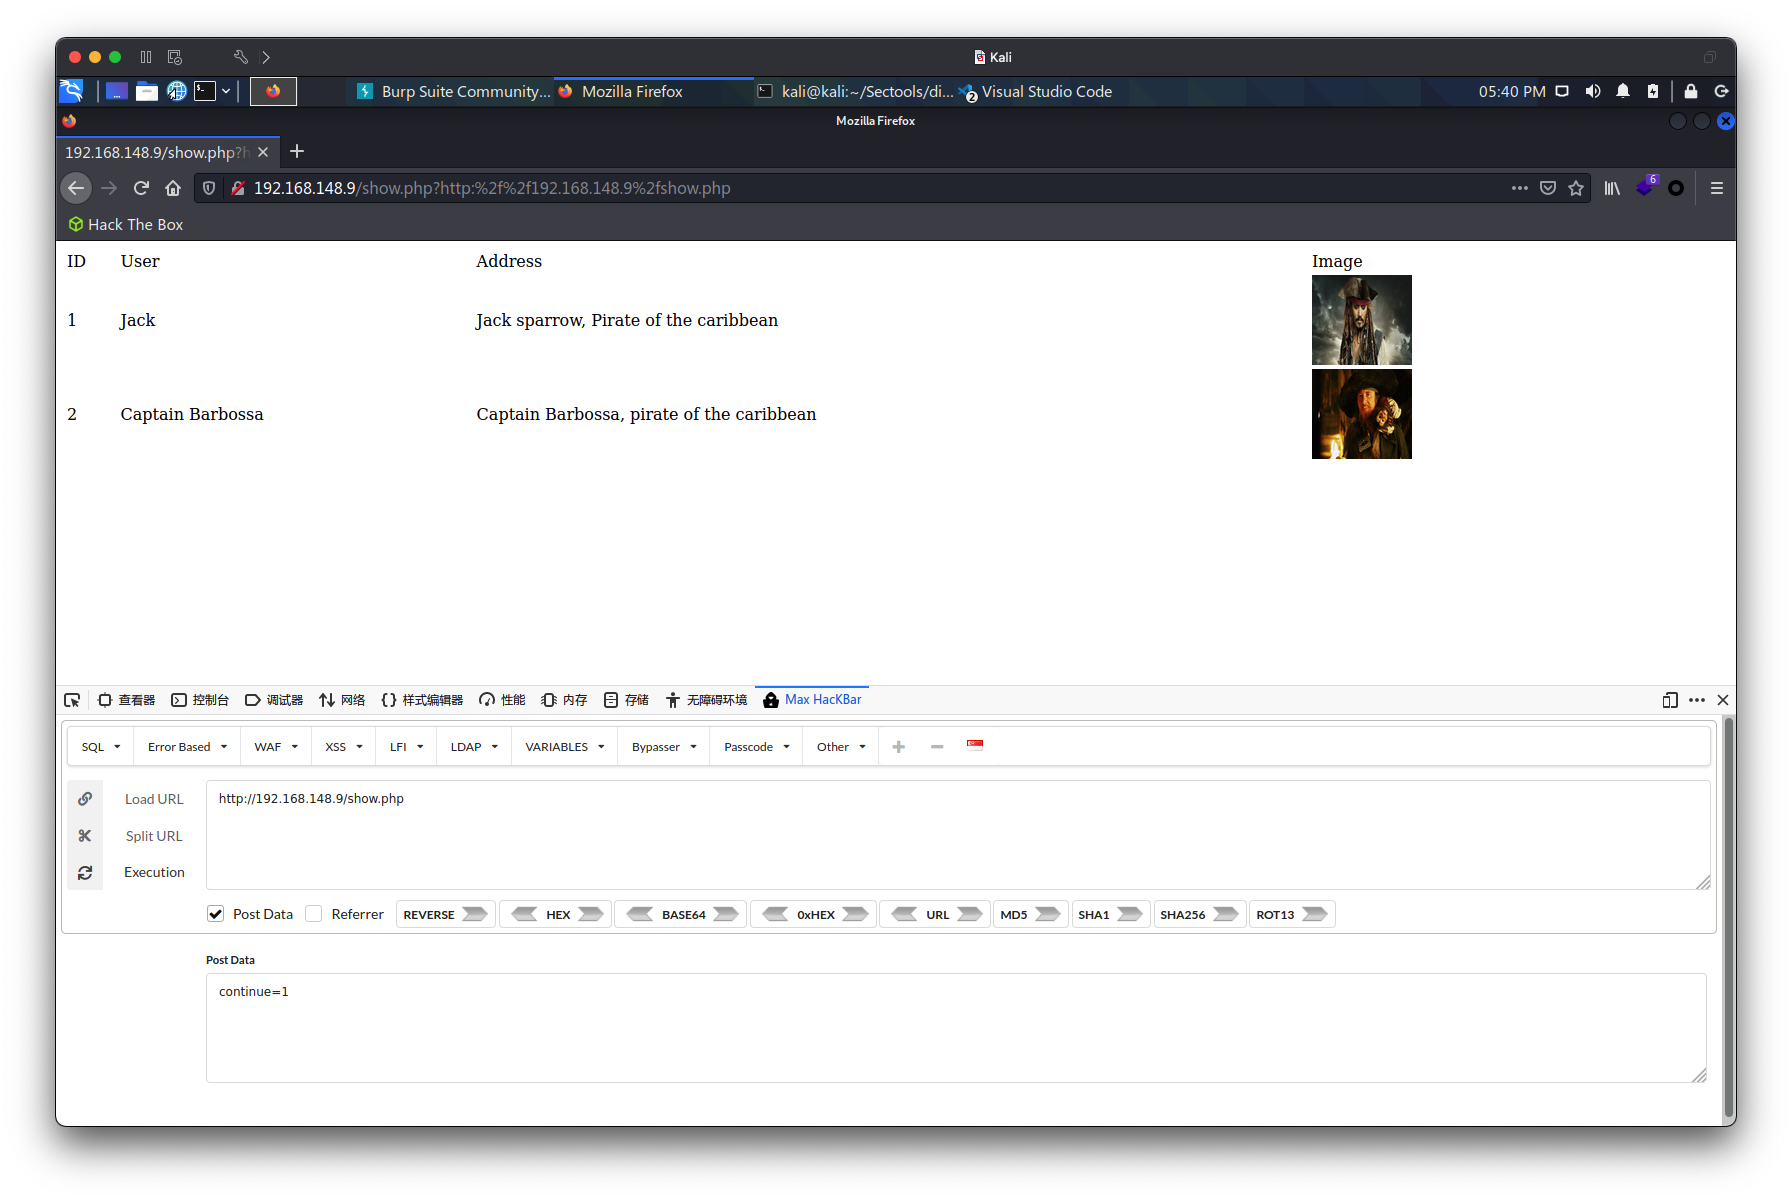 Kali
Burp Suite Community...
Mozilla Firefox
kali@kali:~/Sectools/di...
2
Visual Studio Code
05:40 PM
Mozilla Firefox
192.168.148.9/show.php?h
192.168.148.9/show.php?http:%2f%2f192.168.148.9%2fshow.php
6
Hack The Box
ID User Address Image
1 Jack Jack sparrow, Pirate of the caribbean
2 Captain Barbossa Captain Barbossa, pirate of the caribbean
查看器 控制台 调试器 网络 样式编辑器 性能 内存 存储 无障碍环境 Max HacKBar
SQL Error Based WAF XSS LFI LDAP VARIABLES Bypasser Passcode Other
Load URL
http://192.168.148.9/show.php
Split URL
Execution
Post Data Referrer REVERSE HEX BASE64 0xHEX URL MD5 SHA1 SHA256 ROT13
Post Data
continue=1